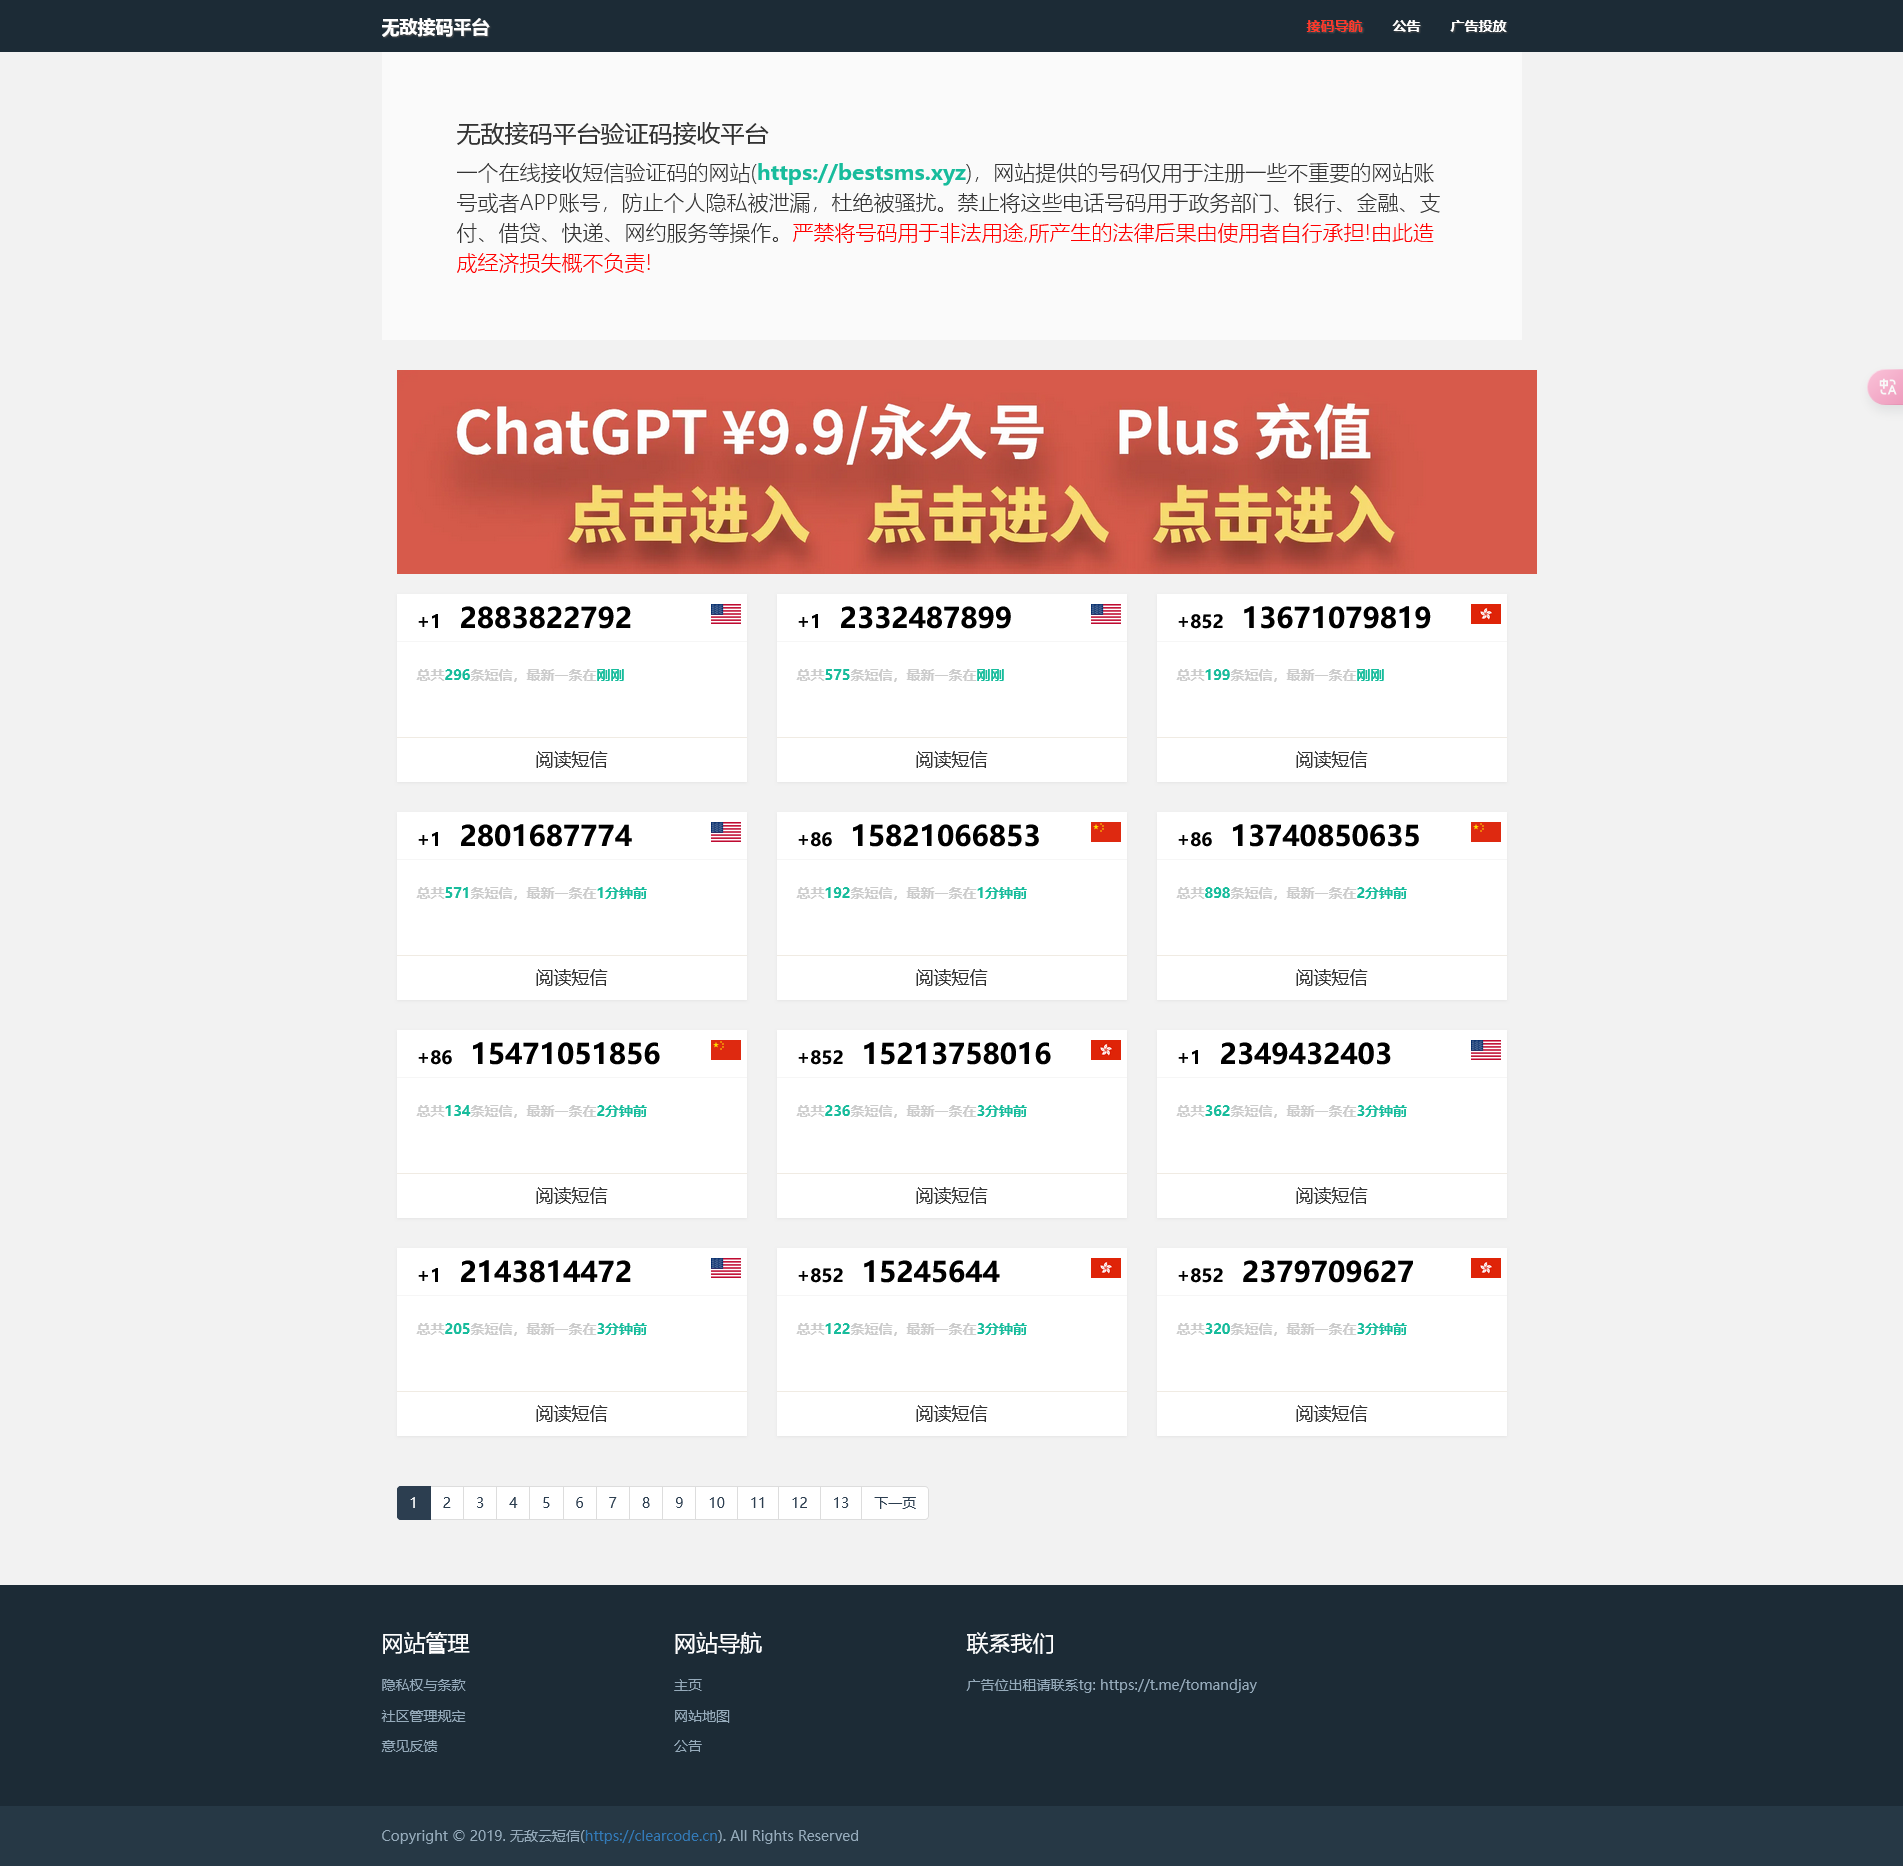 无敌接码平台
接码导航 公告 广告投放
无敌接码平台验证码接收平台
一个在线接收短信验证码的网站(https://bestsms.xyz)，网站提供的号码仅用于注册一些不重要的网站账
号或者APP账号，防止个人隐私被泄漏，杜绝被骚扰。禁止将这些电话号码用于政务部门、银行、金融、支
付、借贷、快递、网约服务等操作。严禁将号码用于非法用途,所产生的法律后果由使用者自行承担!由此造
成经济损失概不负责!
ChatGPT ¥9.9/永久号 Plus 充值
点击进入 点击进入 点击进入
中A
+1 2883822792
总共296条短信，最新一条在刚刚
阅读短信
+1 2332487899
总共575条短信，最新一条在刚刚
阅读短信
+852 13671079819
总共199条短信，最新一条在刚刚
阅读短信
+1 2801687774
总共571条短信，最新一条在1分钟前
阅读短信
+86 15821066853
总共192条短信，最新一条在1分钟前
阅读短信
+86 13740850635
总共898条短信，最新一条在2分钟前
阅读短信
+86 15471051856
总共134条短信，最新一条在2分钟前
阅读短信
+852 15213758016
总共236条短信，最新一条在3分钟前
阅读短信
+1 2349432403
总共362条短信，最新一条在3分钟前
阅读短信
+1 2143814472
总共205条短信，最新一条在3分钟前
阅读短信
+852 15245644
总共122条短信，最新一条在3分钟前
阅读短信
+852 2379709627
总共320条短信，最新一条在3分钟前
阅读短信
1 2 3 4 5 6 7 8 9 10 11 12 13 下一页
网站管理
隐私权与条款
社区管理规定
意见反馈
网站导航
主页
网站地图
公告
联系我们
广告位出租请联系tg: https://t.me/tomandjay
Copyright © 2019. 无敌云短信(https://clearcode.cn). All Rights Reserved